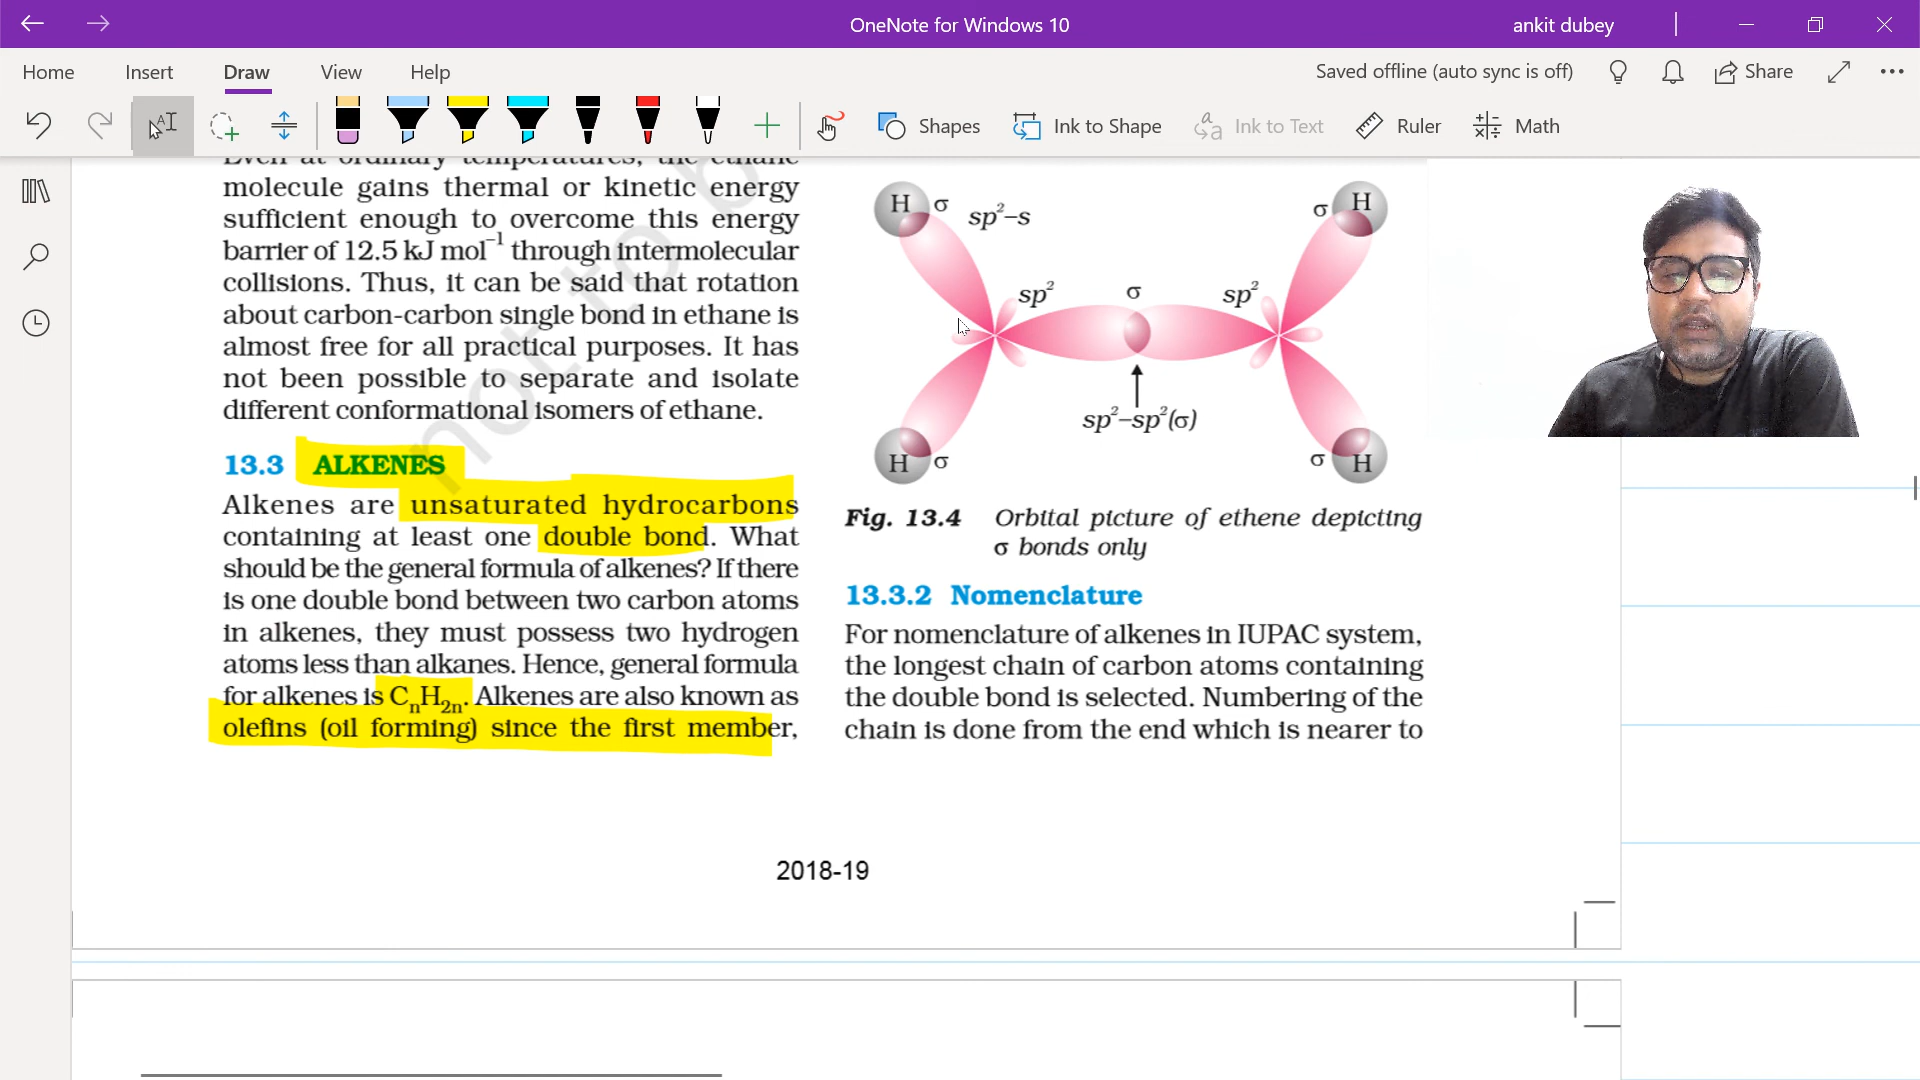 OneNote for Windows 10
ankit dubey
Home Insert Draw View Help
Saved offline (auto sync is off) Share
Shapes Ink to Shape Ink to Text Ruler Math
Even at ordinary temperatures, the ethane
molecule gains thermal or kinetic energy
sufficient enough to overcome this energy
barrier of 12.5 kJ mol⁻¹ through intermolecular
collisions. Thus, it can be said that rotation
about carbon-carbon single bond in ethane is
almost free for all practical purposes. It has
not been possible to separate and isolate
different conformational isomers of ethane.
13.3 ALKENES
Alkenes are unsaturated hydrocarbons
containing at least one double bond. What
should be the general formula of alkenes? If there
is one double bond between two carbon atoms
in alkenes, they must possess two hydrogen
atoms less than alkanes. Hence, general formula
for alkenes is CₙH₂ₙ. Alkenes are also known as
olefins (oil forming) since the first member,
not to b
H σ sp²–s σ H
sp² σ sp²
sp²–sp²(σ)
H σ σ H
Fig. 13.4 Orbital picture of ethene depicting
σ bonds only
13.3.2 Nomenclature
For nomenclature of alkenes in IUPAC system,
the longest chain of carbon atoms containing
the double bond is selected. Numbering of the
chain is done from the end which is nearer to
2018-19